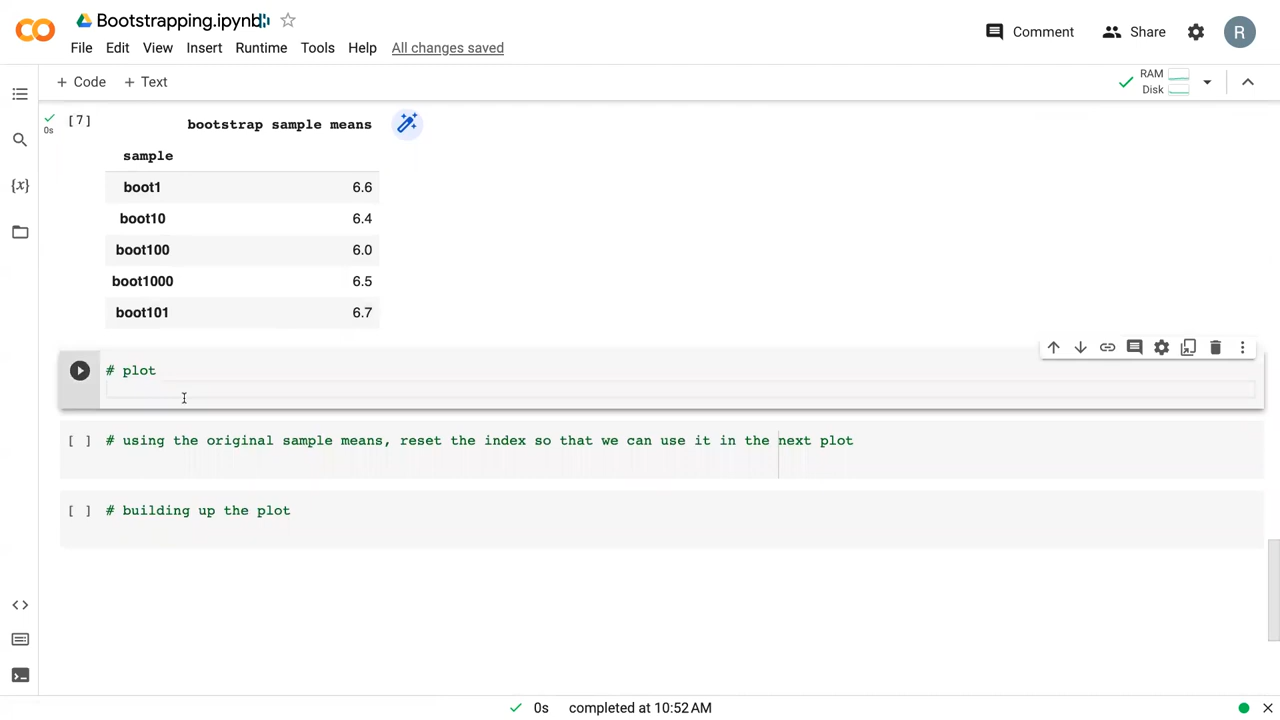 Bootstrapping.ipynb
File Edit View Insert Runtime Tools Help All changes saved
Comment Share R
+ Code + Text
RAM
Disk
[7] bootstrap sample means
0s
sample
boot1 6.6
boot10 6.4
boot100 6.0
boot1000 6.5
boot101 6.7
# plot
[ ] # using the original sample means, reset the index so that we can use it in the next plot
[ ] # building up the plot
{x}
0s completed at 10:52 AM